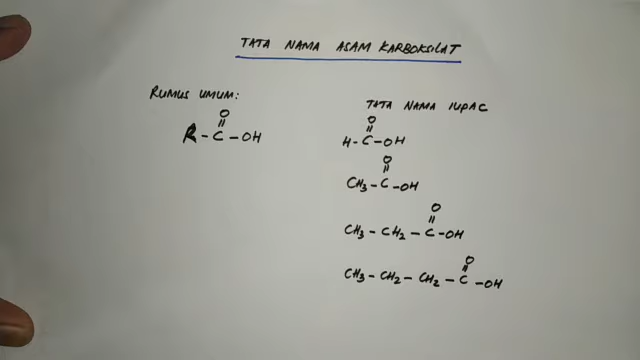 TATA NAMA ASAM KARBOKSILAT
RUMUS UMUM:
O
||
R - C - OH
TATA NAMA IUPAC
O
||
H - C - OH
O
||
CH3 - C - OH
O
||
CH3 - CH2 - C - OH
O
||
CH3 - CH2 - CH2 - C - OH